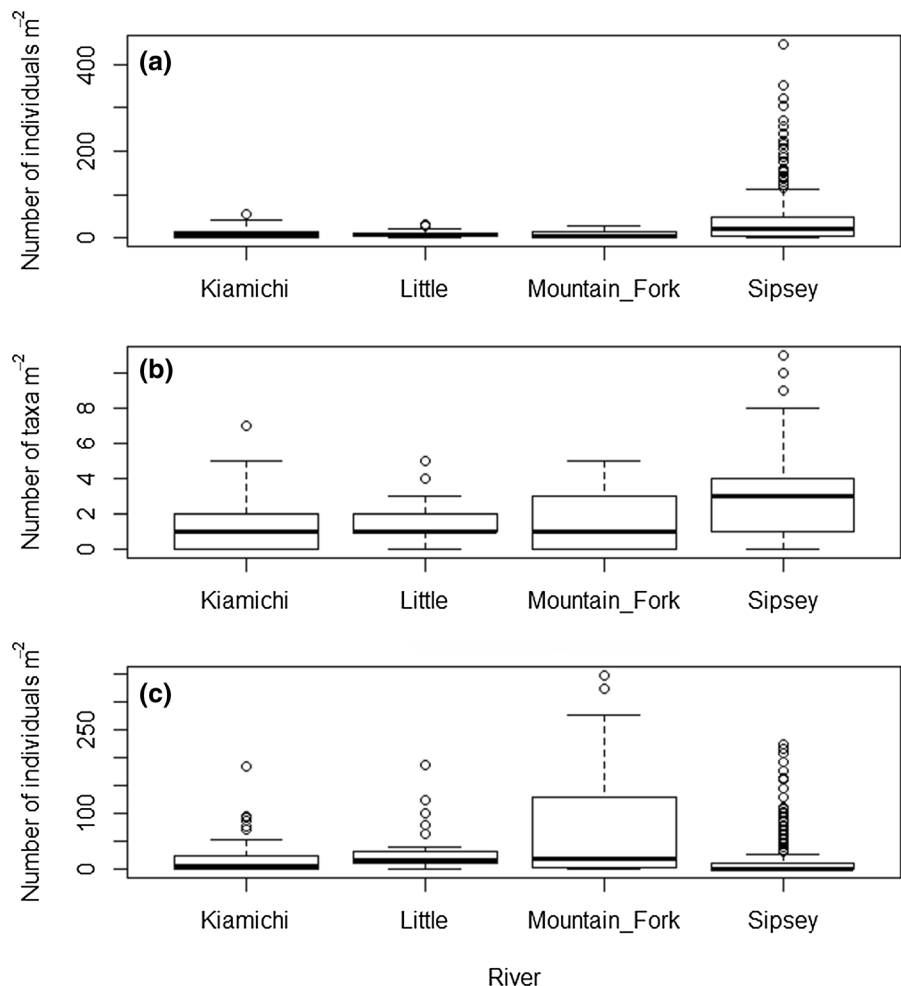 (a)
Number of individuals m⁻²
400
200
0
Kiamichi Little Mountain_Fork Sipsey
(b)
Number of taxa m⁻²
8
6
4
2
0
Kiamichi Little Mountain_Fork Sipsey
(c)
Number of individuals m⁻²
250
100
0
Kiamichi Little Mountain_Fork Sipsey
River